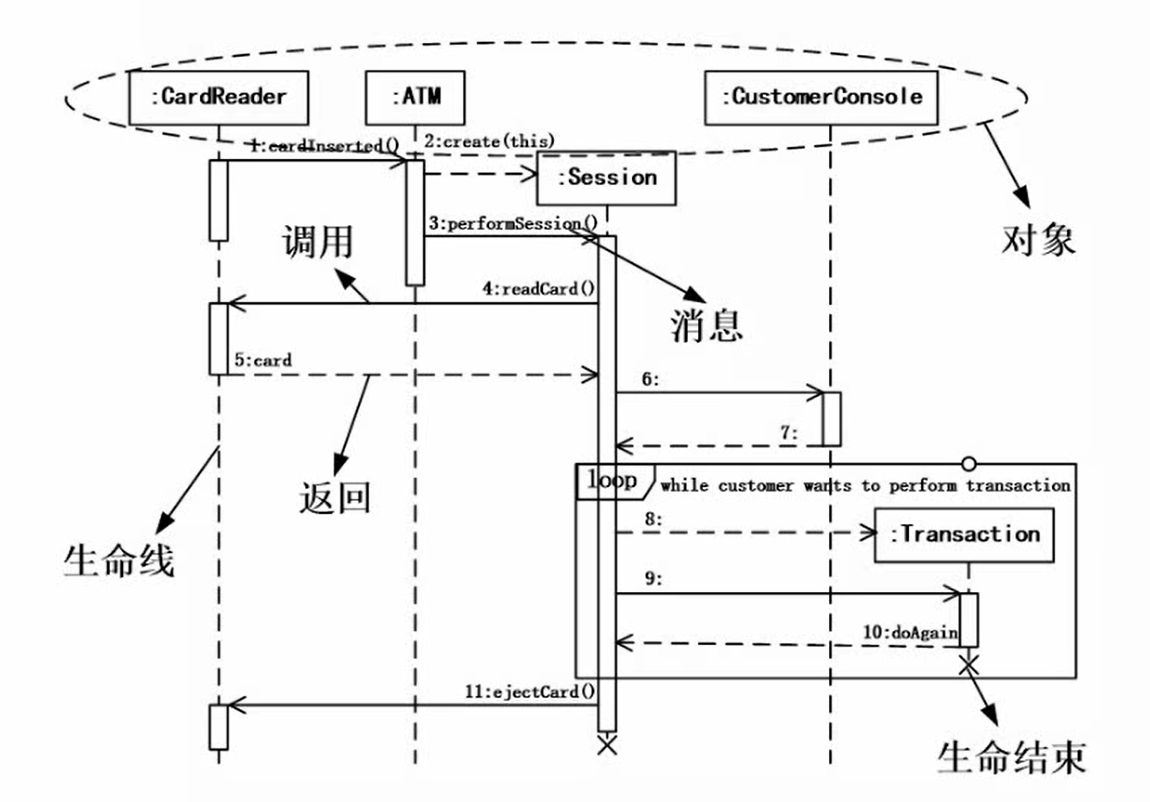 :CardReader
:ATM
:CustomerConsole
1:cardInserted()
2:create(this)
:Session
3:performSession()
调用
对象
4:readCard()
消息
5:card
6:
7:
返回
loop
while customer wants to perform transaction
8:
:Transaction
生命线
9:
10:doAgain
11:ejectCard()
生命结束